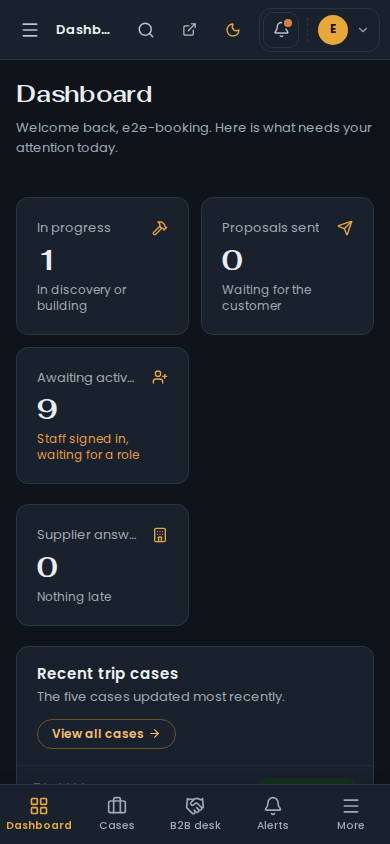 Dashb...
E
Dashboard
Welcome back, e2e-booking. Here is what needs your
attention today.
In progress
1
In discovery or
building
Proposals sent
0
Waiting for the
customer
Awaiting activ...
9
Staff signed in,
waiting for a role
Supplier answ...
0
Nothing late
Recent trip cases
The five cases updated most recently.
View all cases →
Dashboard
Cases
B2B desk
Alerts
More